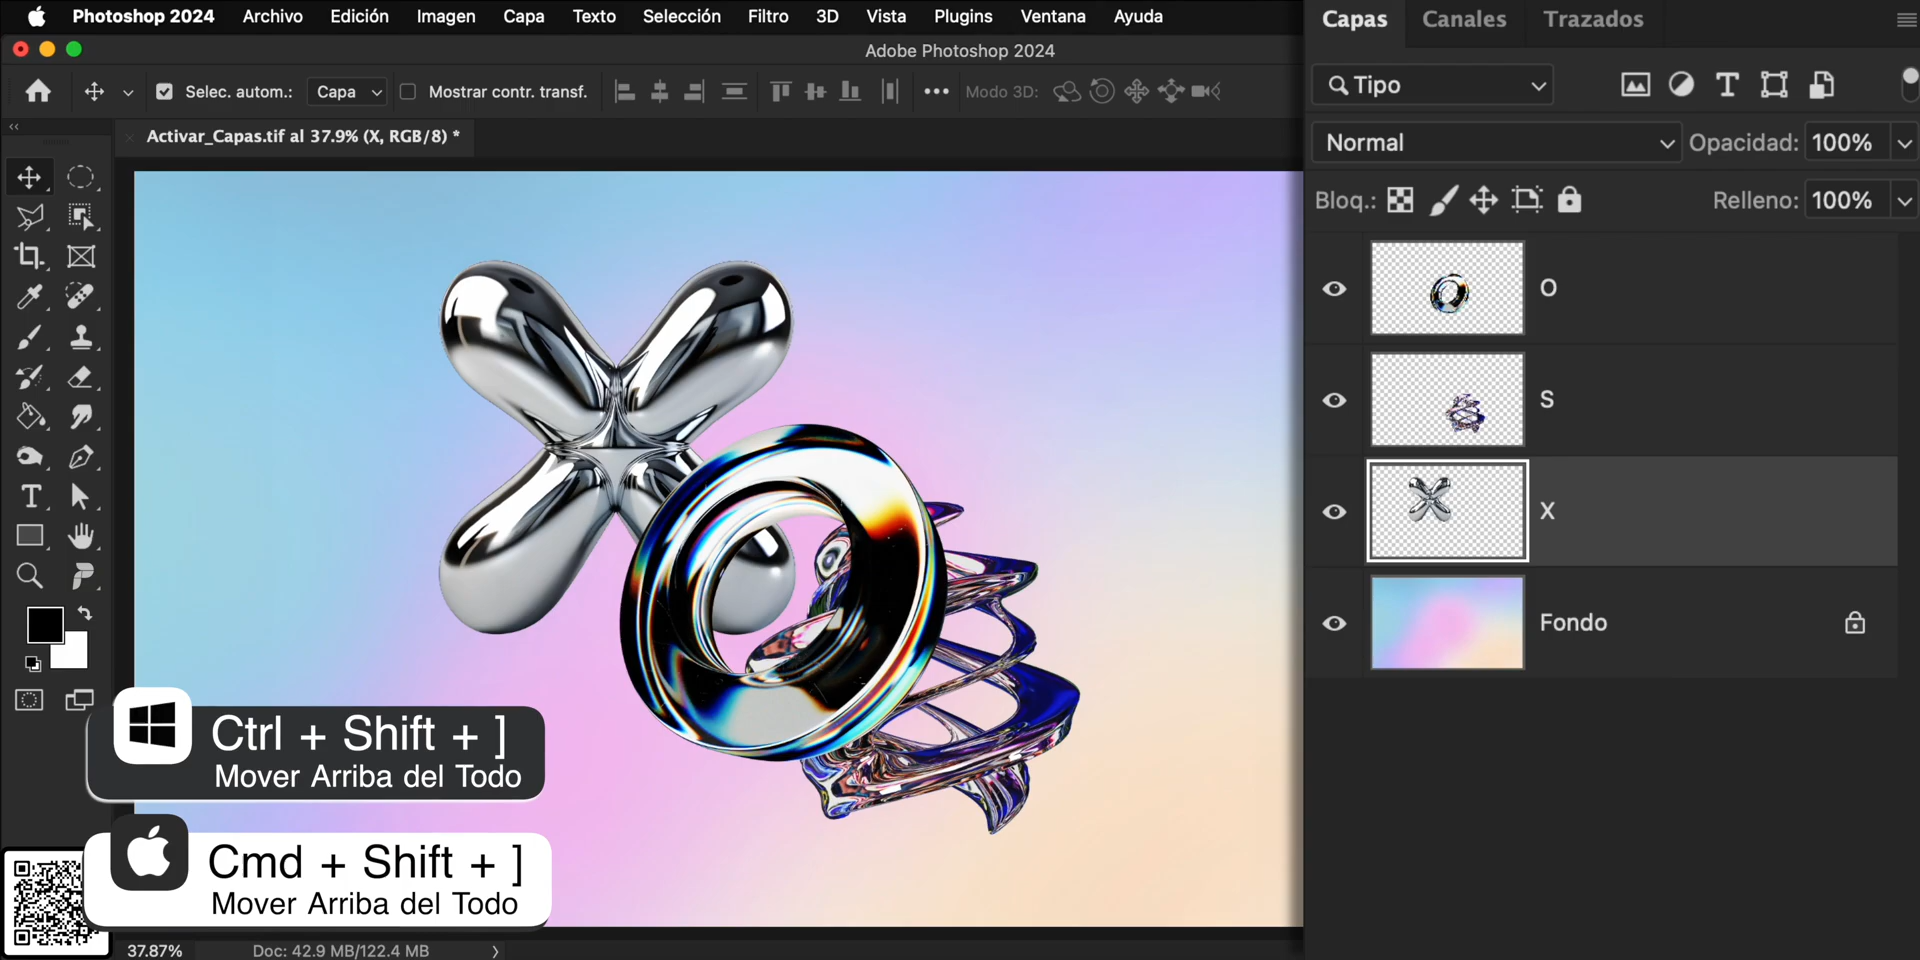 Photoshop 2024 Archivo Edición Imagen Capa Texto Selección Filtro 3D Vista Plugins Ventana Ayuda
Adobe Photoshop 2024
Selec. autom.: Capa Mostrar contr. transf. Modo 3D:
Activar_Capas.tif al 37.9% (X, RGB/8) *
Capas Canales Trazados
Tipo
Normal Opacidad: 100%
Bloq.: Relleno: 100%
O
S
X
Fondo
Ctrl + Shift + ]
Mover Arriba del Todo
Cmd + Shift + ]
Mover Arriba del Todo
37.87% Doc: 42.9 MB/122.4 MB